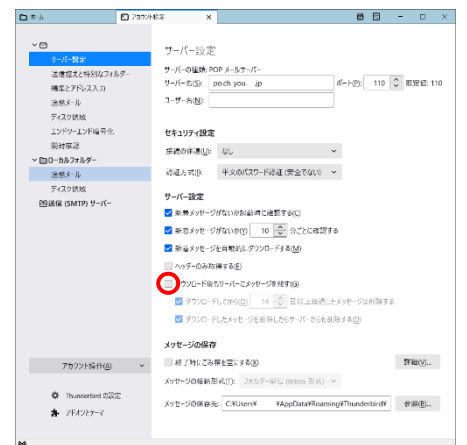 ホーム
アカウント設定
×
サーバー設定
送信控えと特別なフォルダー
編集とアドレス入力
迷惑メール
ディスク領域
エンドツーエンド暗号化
開封確認
ローカルフォルダー
迷惑メール
ディスク領域
送信 (SMTP) サーバー
アカウント操作(A)
Thunderbird の設定
アドオンとテーマ
サーバー設定
サーバーの種類: POP メールサーバー
サーバー名(S): po.ch-you. .jp ポート(P): 110 既定値: 110
ユーザー名(N):
セキュリティ設定
接続の保護(U): なし
認証方式(I): 平文のパスワード認証 (安全でない)
サーバー設定
新着メッセージがないか起動時に確認する(C)
新着メッセージがないか(Y) 10 分ごとに確認する
新着メッセージを自動的にダウンロードする(M)
ヘッダーのみ取得する(F)
ダウンロード後もサーバーにメッセージを残す(G)
ダウンロードしてから(O) 14 日以上経過したメッセージは削除する
ダウンロードしたメッセージを削除したらサーバーからも削除する(D)
メッセージの保存
終了時にごみ箱を空にする(X) 詳細(V)...
メッセージの格納形式(T): フォルダー単位 (mbox 形式)
メッセージの保存先: C:¥Users¥ ¥AppData¥Roaming¥Thunderbird¥ 参照(B)...